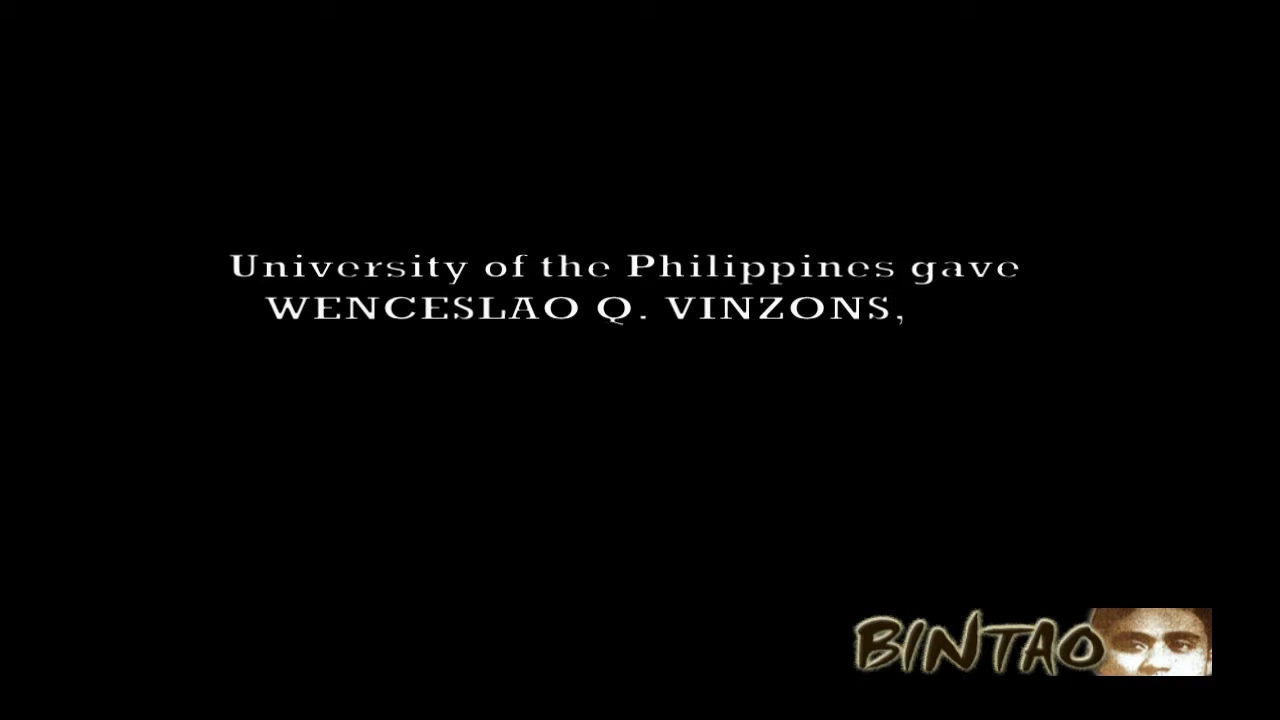 University of the Philippines gave
WENCESLAO Q. VINZONS,
BINTAO